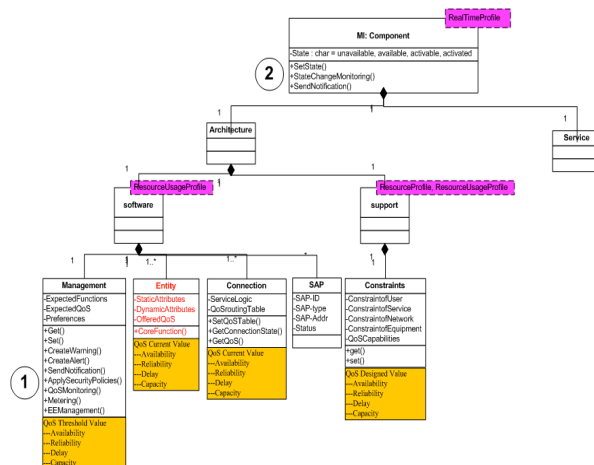 RealTimeProfile
MI: Component
-State : char = unavailable, available, activable, activated
+SetState()
+StateChangeMonitoring()
+SendNotification()
2
1
1
1
Architecture
Service
1
1
1
ResourceUsageProfile
software
ResourceProfile, ResourceUsageProfile
support
1
1
1..*
1..*
*
1
1
Management
-ExpectedFunctions
-ExpectedQoS
-Preferences
+Get()
+Set()
+CreateWarning()
+CreateAlert()
+SendNotification()
+ApplySecurityPolicies()
+QoSMonitoring()
+Metering()
+EEManagement()
QoS Threshold Value
---Availability
---Reliability
---Delay
---Capacity
1
Entity
-StaticAttributes
-DynamicAttributes
-OfferedQoS
+CoreFunction()
QoS Current Value
---Availability
---Reliability
---Delay
---Capacity
Connection
-ServiceLogic
-QoSroutingTable
+SetQoSTable()
+GetConnectionState()
+GetQoS()
QoS Current Value
---Availability
---Reliability
---Delay
---Capacity
SAP
-SAP-ID
-SAP-type
-SAP-Addr
-Status
Constraints
-ConstraintofUser
-ConstraintofService
-ConstraintofNetwork
-ConstraintofEquipment
-QoSCapabilities
+get()
+set()
QoS Designed Value
---Availability
---Reliability
---Delay
---Capacity